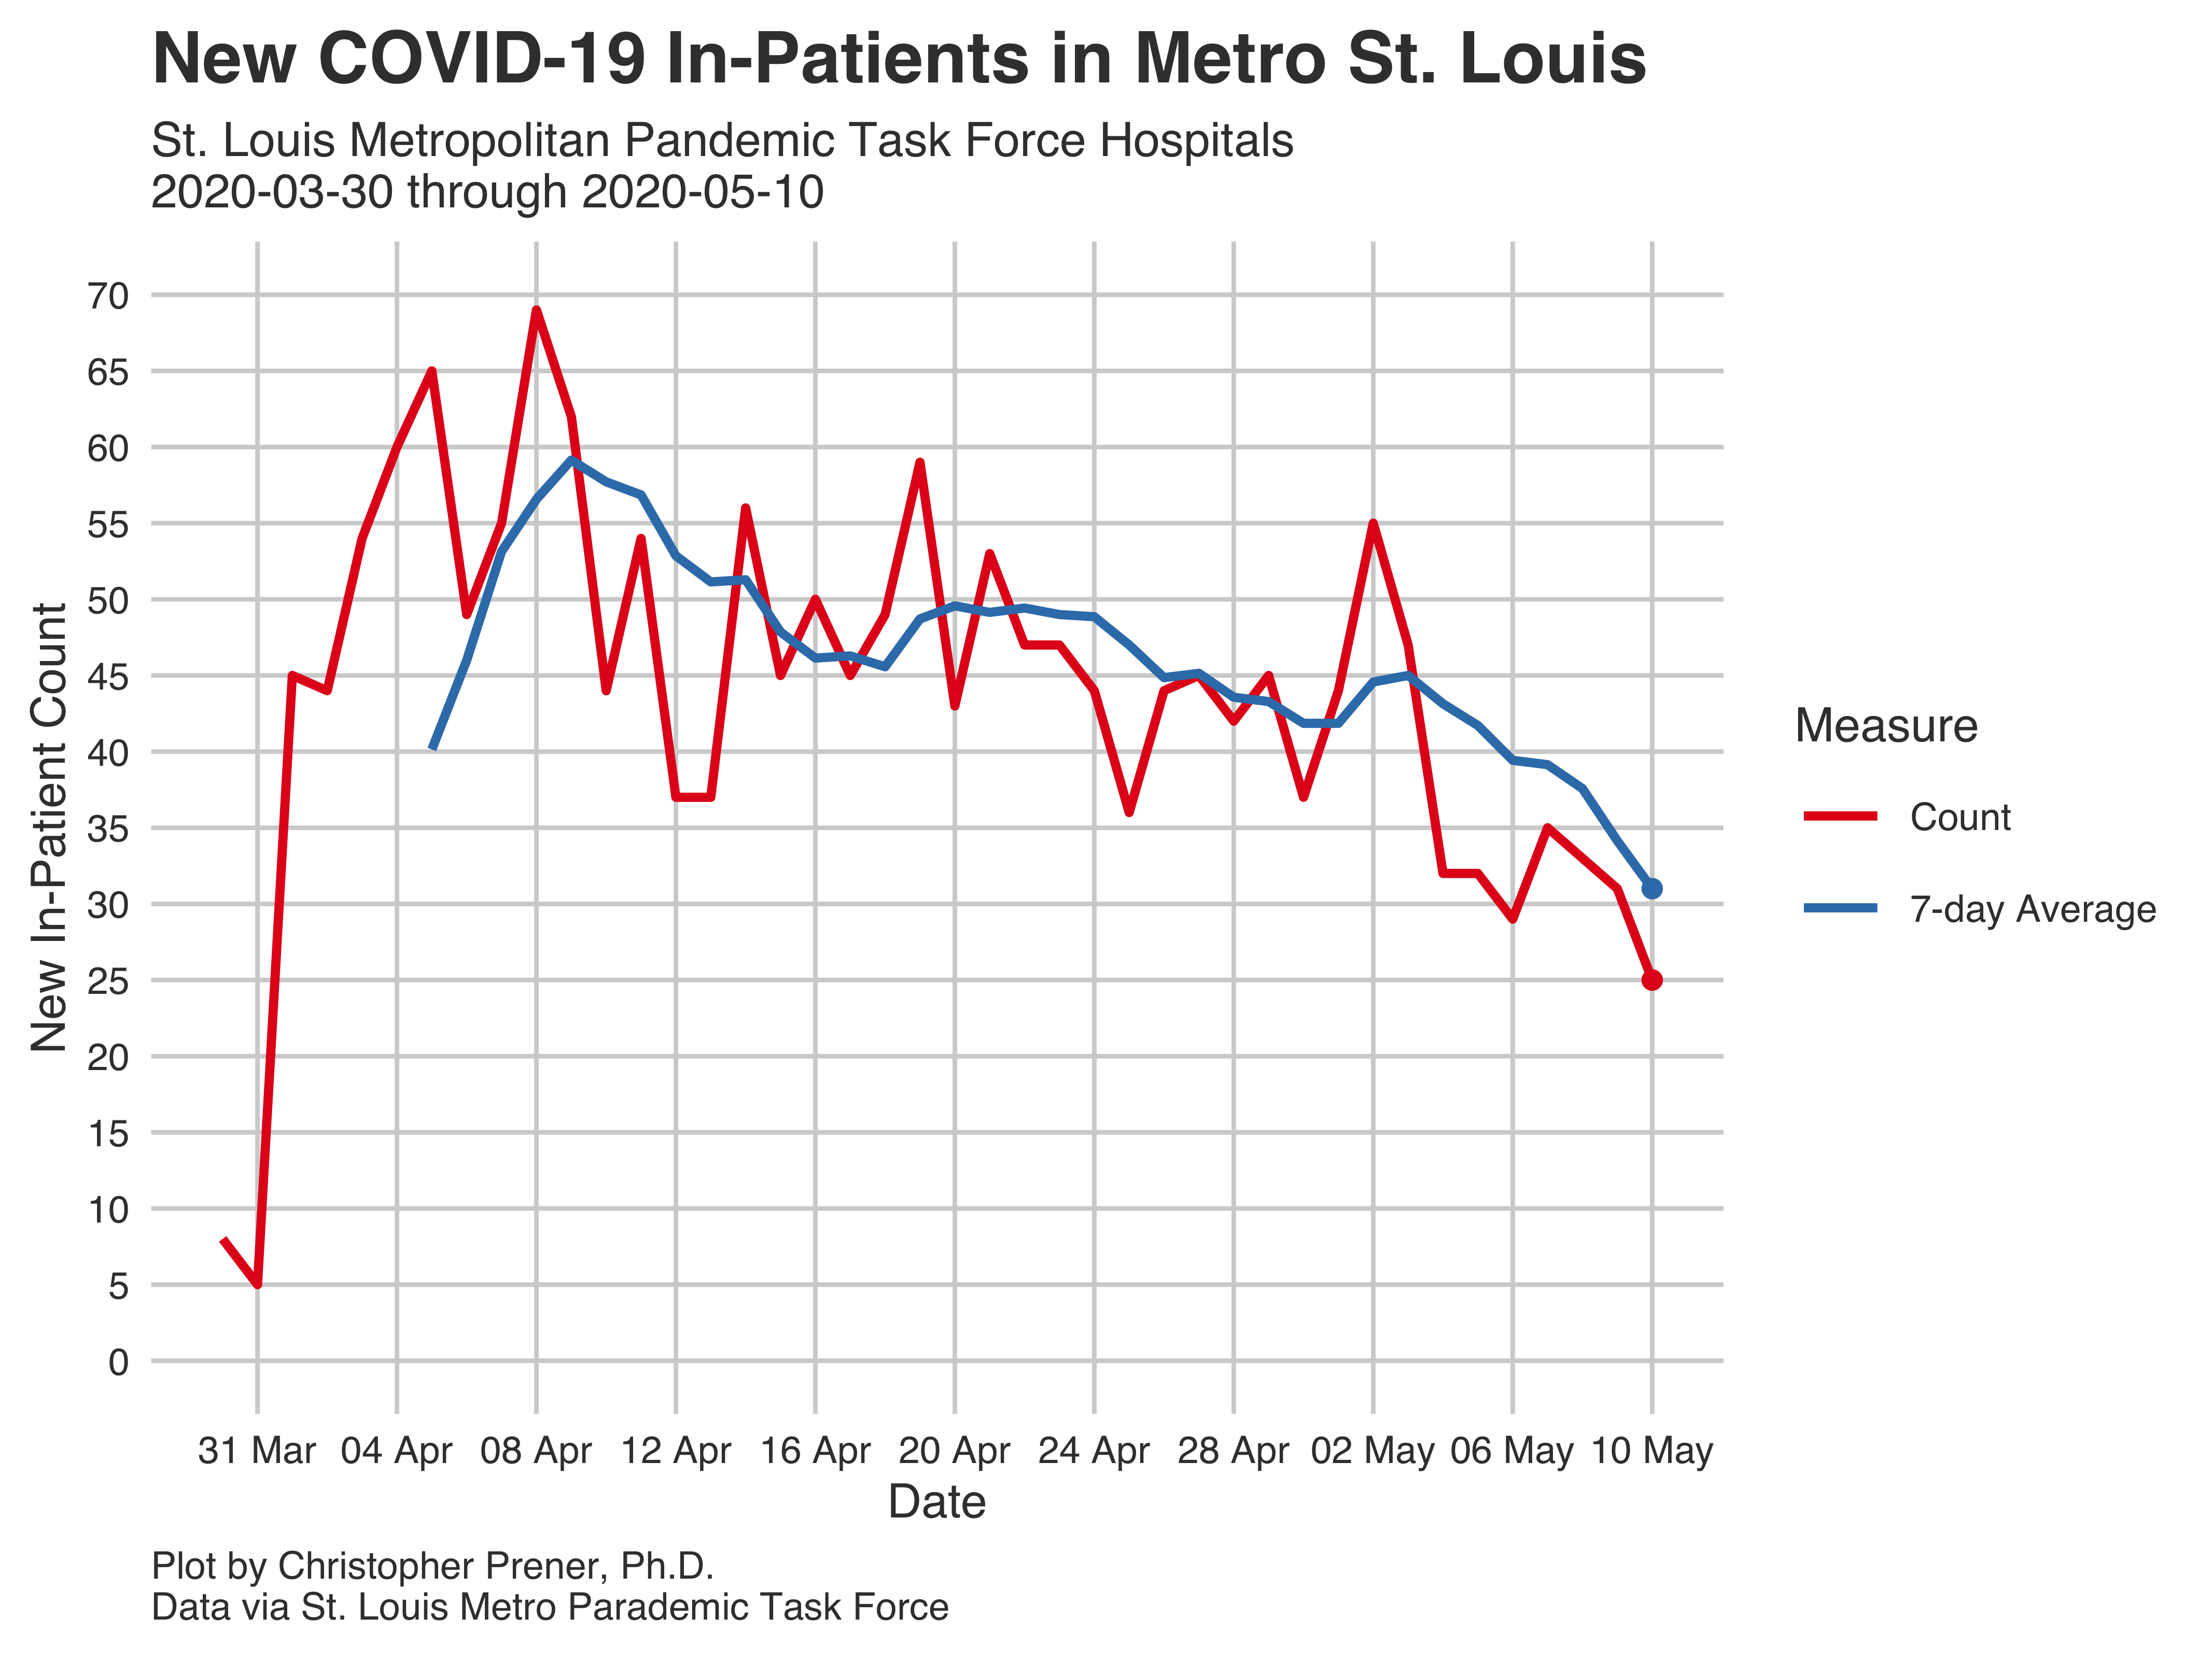 New COVID-19 In-Patients in Metro St. Louis
St. Louis Metropolitan Pandemic Task Force Hospitals
2020-03-30 through 2020-05-10
New In-Patient Count
70
65
60
55
50
45
40
35
30
25
20
15
10
5
0
31 Mar 04 Apr 08 Apr 12 Apr 16 Apr 20 Apr 24 Apr 28 Apr 02 May 06 May 10 May
Date
Measure
Count
7-day Average
Plot by Christopher Prener, Ph.D.
Data via St. Louis Metro Parademic Task Force